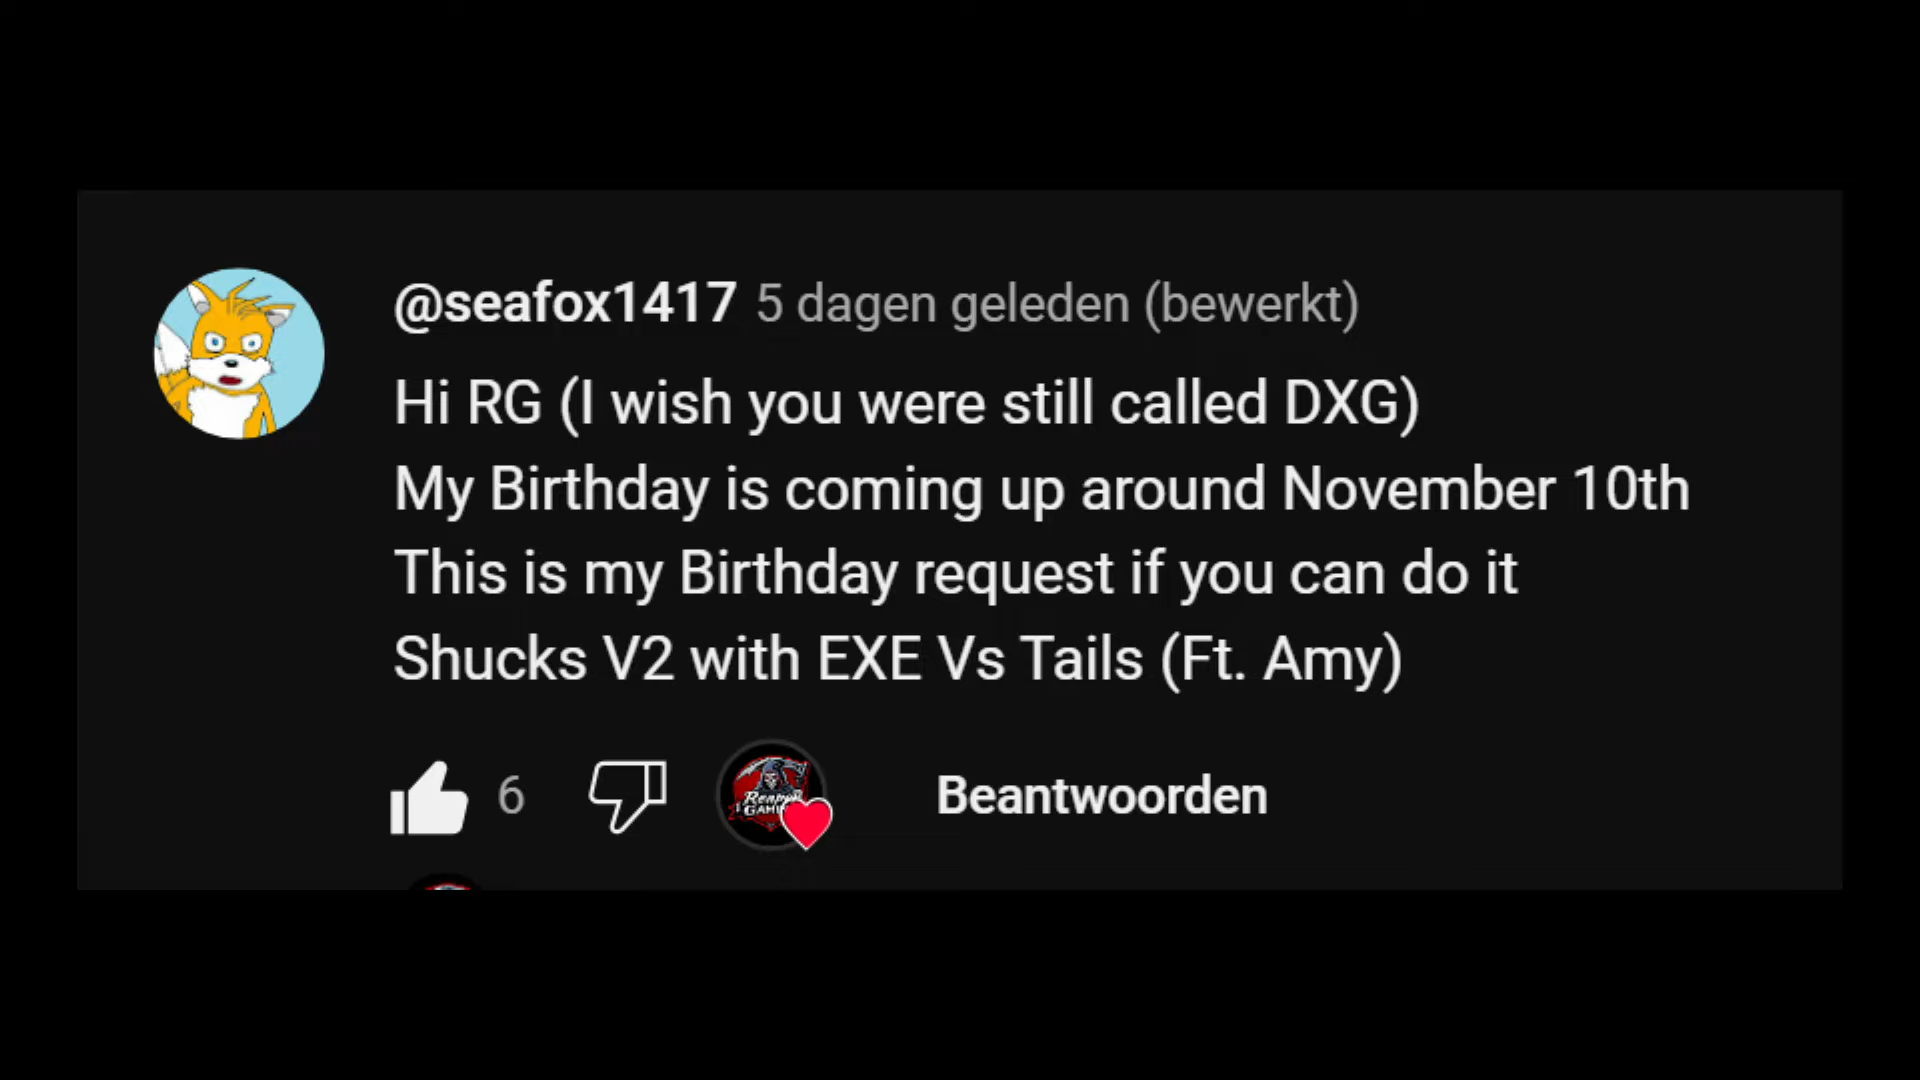 @seafox1417 5 dagen geleden (bewerkt)
Hi RG (I wish you were still called DXG)
My Birthday is coming up around November 10th
This is my Birthday request if you can do it
Shucks V2 with EXE Vs Tails (Ft. Amy)
6
Beantwoorden